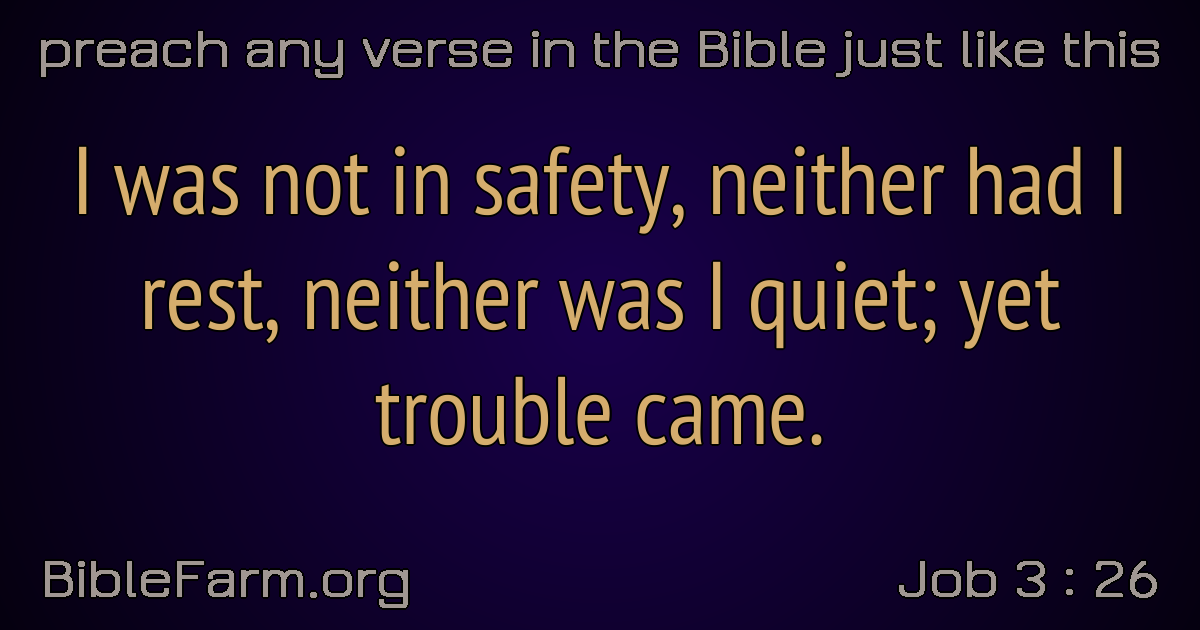 preach any verse in the Bible just like this
I was not in safety, neither had I
rest, neither was I quiet; yet
trouble came.
BibleFarm.org
Job 3 : 26